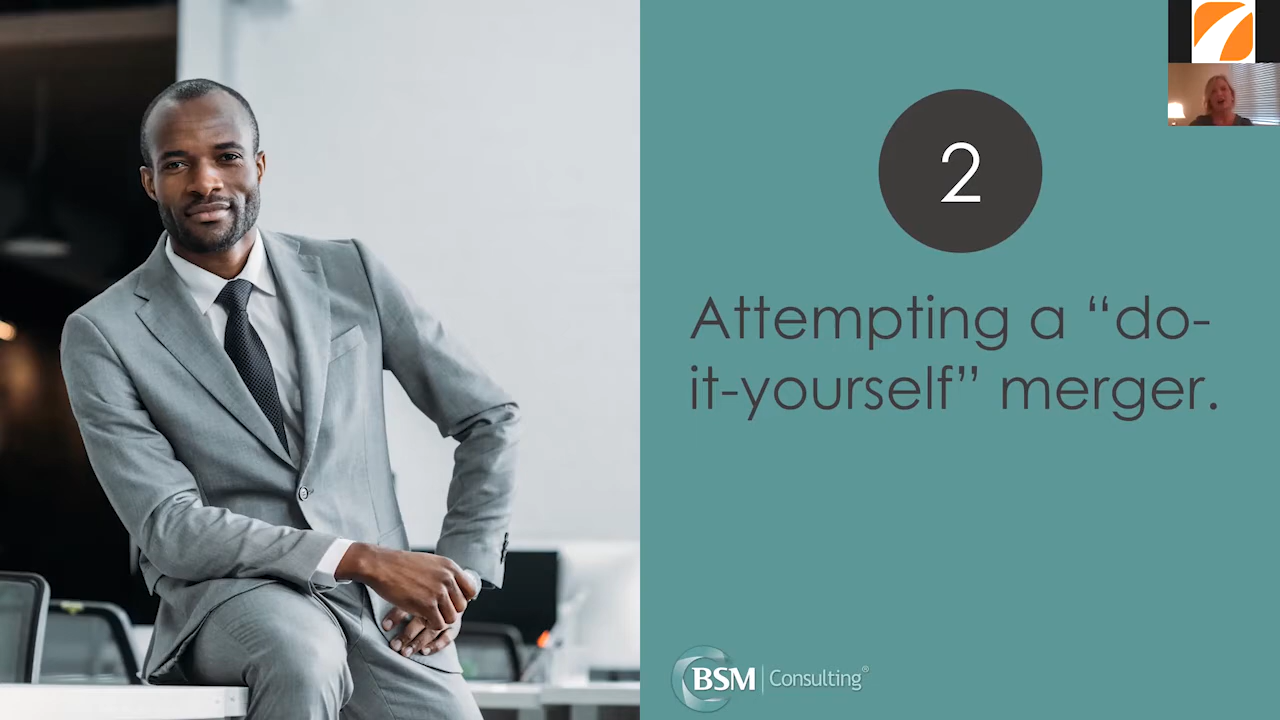 2
Attempting a “do-
it-yourself” merger.
BSM Consulting®